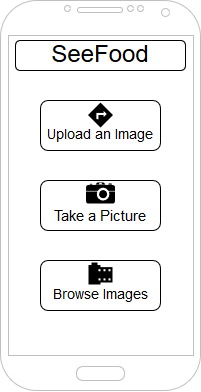 SeeFood
Upload an Image
Take a Picture
Browse Images